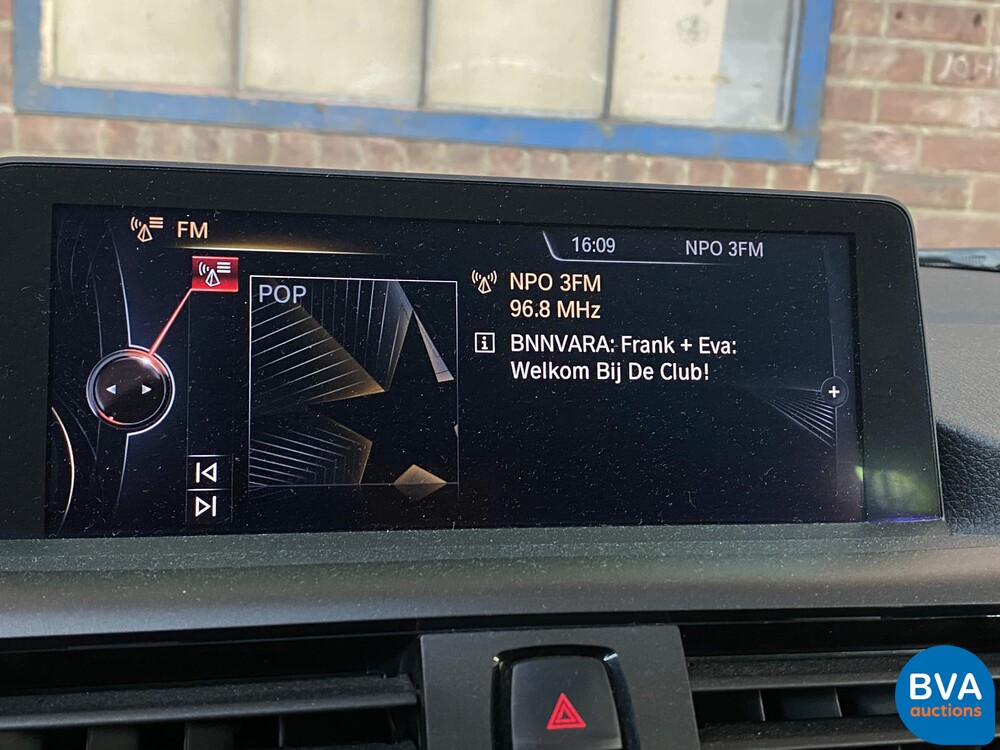 JOH
FM
16:09
NPO 3FM
POP
NPO 3FM
96.8 MHz
BNNVARA: Frank + Eva:
Welkom Bij De Club!
BVA
auctions